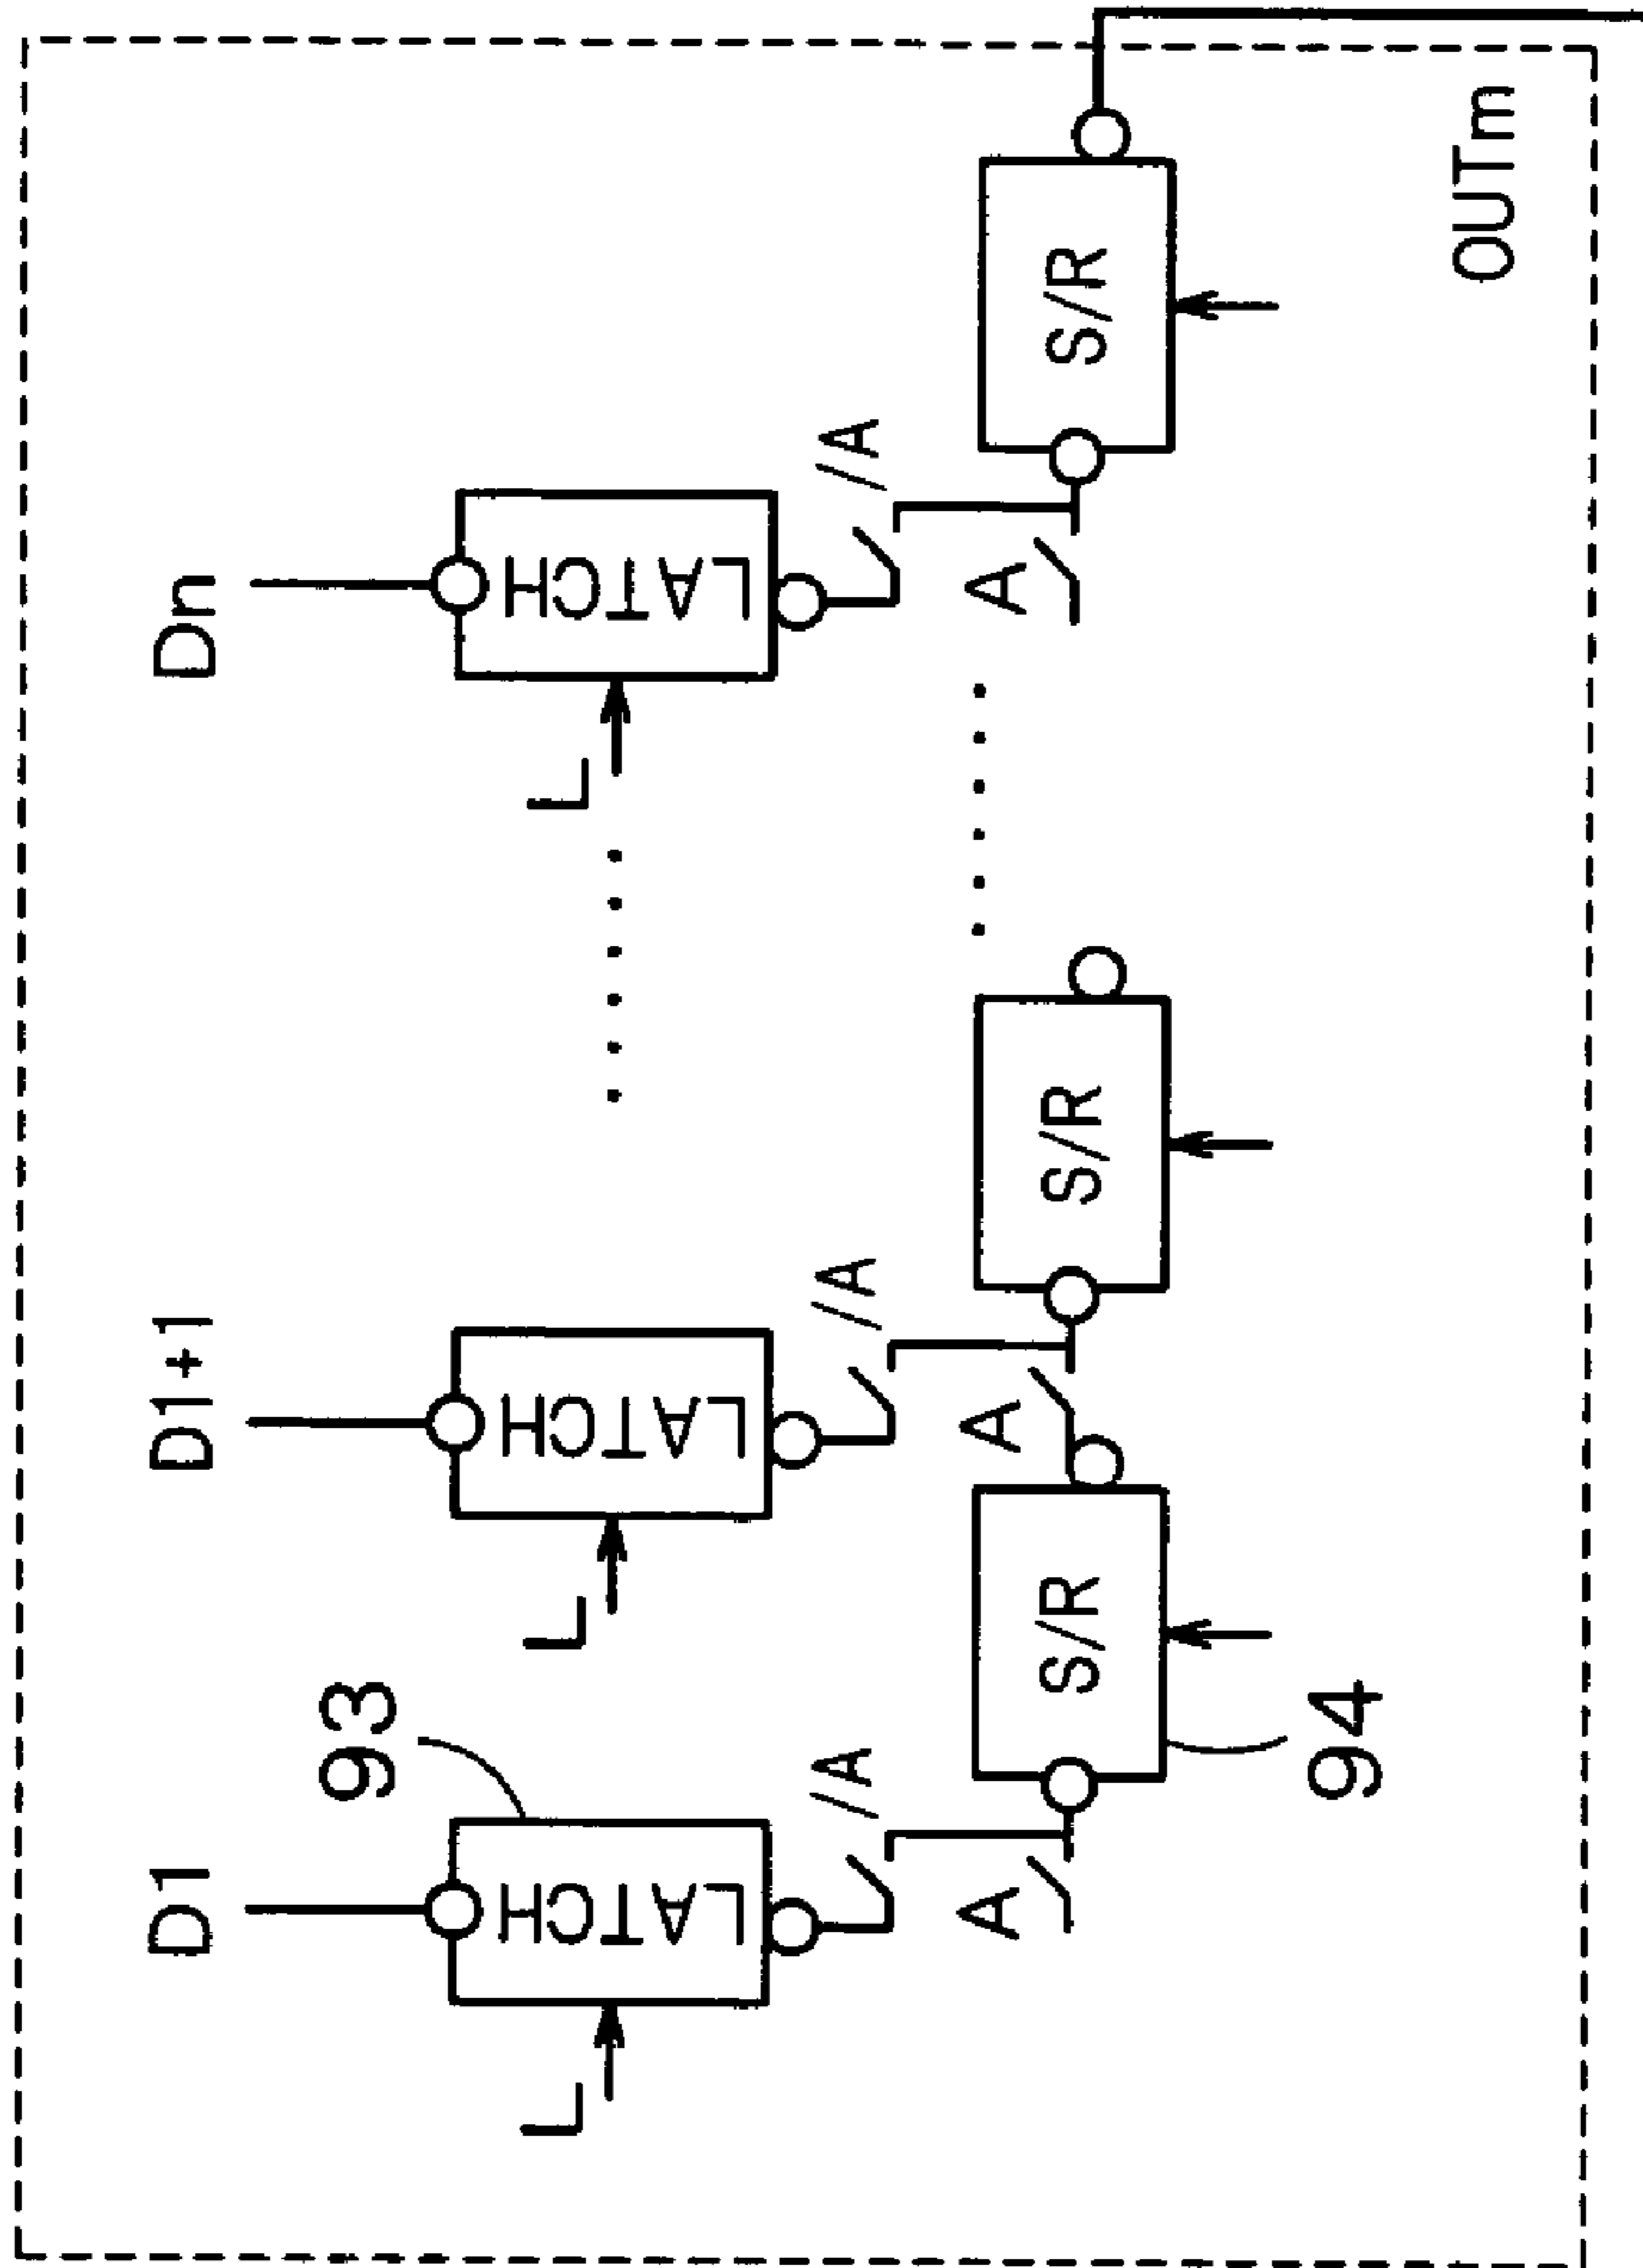 D1
D1+1
Dn
93
L
LATCH
L
LATCH
L
LATCH
/A
/A
/A
A
A
A
S/R
S/R
S/R
94
OUTm